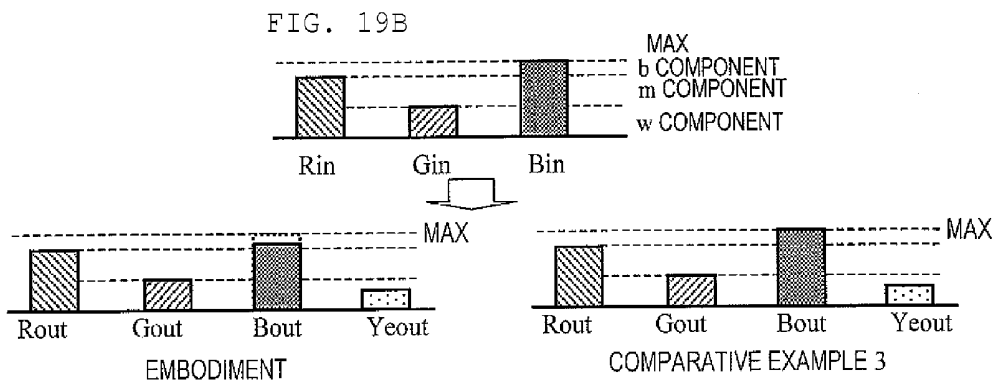 FIG. 19B
MAX
b COMPONENT
m COMPONENT
w COMPONENT
Rin Gin Bin
MAX MAX
Rout Gout Bout Yeout Rout Gout Bout Yeout
EMBODIMENT COMPARATIVE EXAMPLE 3